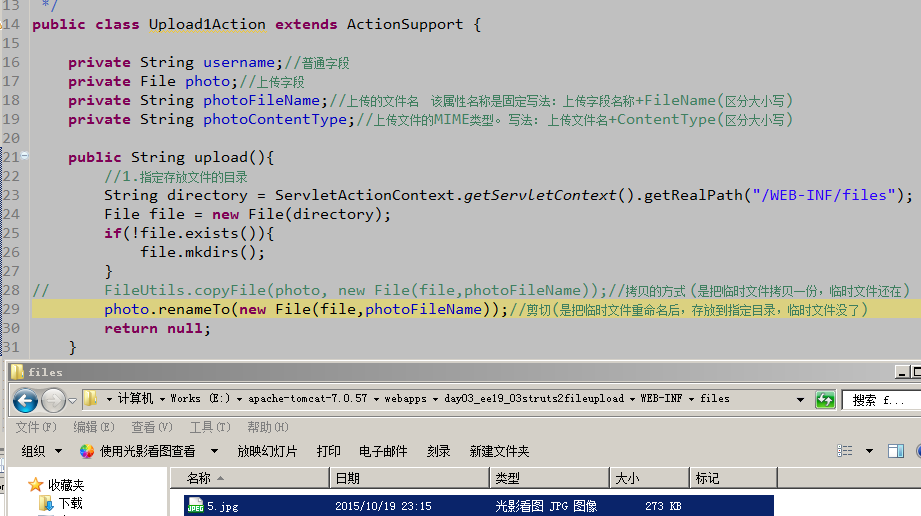 13  */
14 public class Upload1Action extends ActionSupport {
15
16 private String username;//普通字段
17 private File photo;//上传字段
18 private String photoFileName;//上传的文件名  该属性名称是固定写法：上传字段名称+FileName(区分大小写)
19 private String photoContentType;//上传文件的MIME类型。写法：上传文件名+ContentType(区分大小写)
20
21 public String upload(){
22 //1.指定存放文件的目录
23 String directory = ServletActionContext.getServletContext().getRealPath("/WEB-INF/files");
24 File file = new File(directory);
25 if(!file.exists()){
26 file.mkdirs();
27 }
28 // FileUtils.copyFile(photo, new File(file,photoFileName));//拷贝的方式(是把临时文件拷贝一份，临时文件还在)
29 photo.renameTo(new File(file,photoFileName));//剪切(是把临时文件重命名后，存放到指定目录，临时文件没了)
30 return null;
31 }
files
计算机 Works (E:) apache-tomcat-7.0.57 webapps day03_ee19_03struts2fileupload WEB-INF files 搜索 f...
文件(F) 编辑(E) 查看(V) 工具(T) 帮助(H)
组织 使用光影看图查看 放映幻灯片 打印 电子邮件 刻录 新建文件夹
收藏夹 名称 日期 类型 大小 标记
下载 5.jpg 2015/10/19 23:15 光影看图 JPG 图像 273 KB